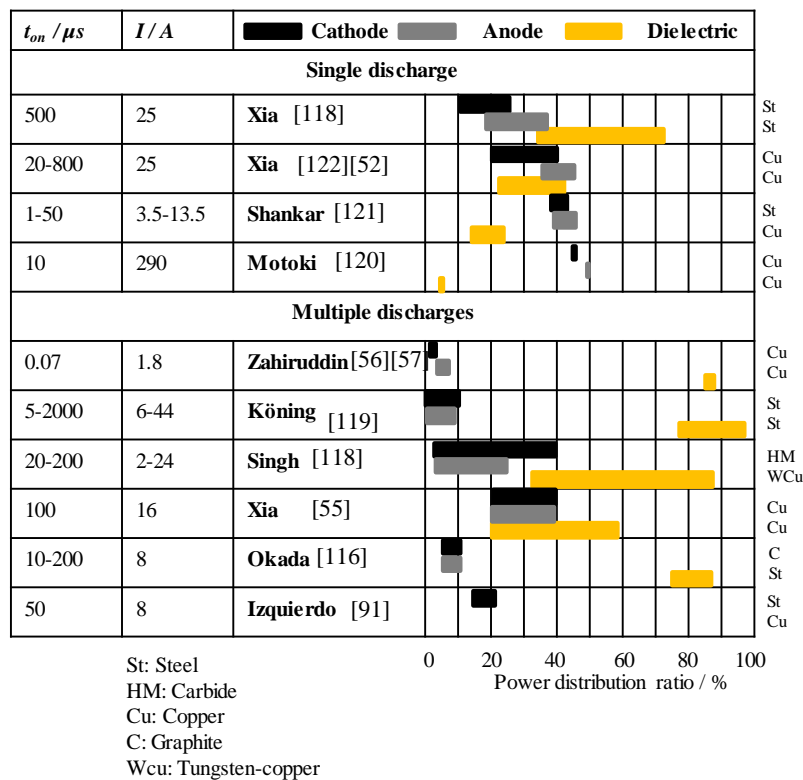 t_on /µs I/A Cathode Anode Dielectric
Single discharge
500 25 Xia [118] St
St
20-800 25 Xia [122][52] Cu
Cu
1-50 3.5-13.5 Shankar [121] St
Cu
10 290 Motoki [120] Cu
Cu
Multiple discharges
0.07 1.8 Zahiruddin[56][57] Cu
Cu
5-2000 6-44 Köning [119] St
St
20-200 2-24 Singh [118] HM
WCu
100 16 Xia [55] Cu
Cu
10-200 8 Okada [116] C
St
50 8 Izquierdo [91] St
Cu
0 20 40 60 80 100
Power distribution ratio / %
St: Steel
HM: Carbide
Cu: Copper
C: Graphite
Wcu: Tungsten-copper